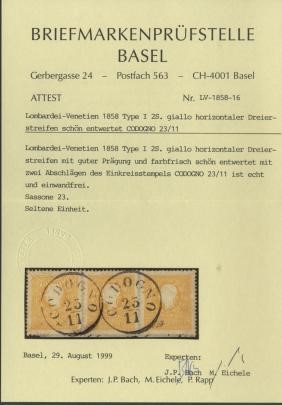 BRIEFMARKENPRÜFSTELLE
BASEL
Gerbergasse 24 – Postfach 563 – CH-4001 Basel
ATTEST Nr. LV-1858-16
Lombardei-Venetien 1858 Type I 2S. giallo horizontaler Dreier-
streifen schön entwertet CODOGNO 23/11
Lombardei-Venetien 1858 Type I 2S. giallo horizontaler Dreier-
streifen mit guter Prägung und farbfrisch schön entwertet mit
zwei Abschlägen des Einkreisstempels CODOGNO 23/11 ist echt
und einwandfrei.
Sassone 23.
Seltene Einheit.
CODOGNO
23
11
CODOGNO
23
11
Basel, 29. August 1999 Experten:
J.P. Bach M. Eichele
Experten: J.P. Bach, M. Eichele, P. Rapp